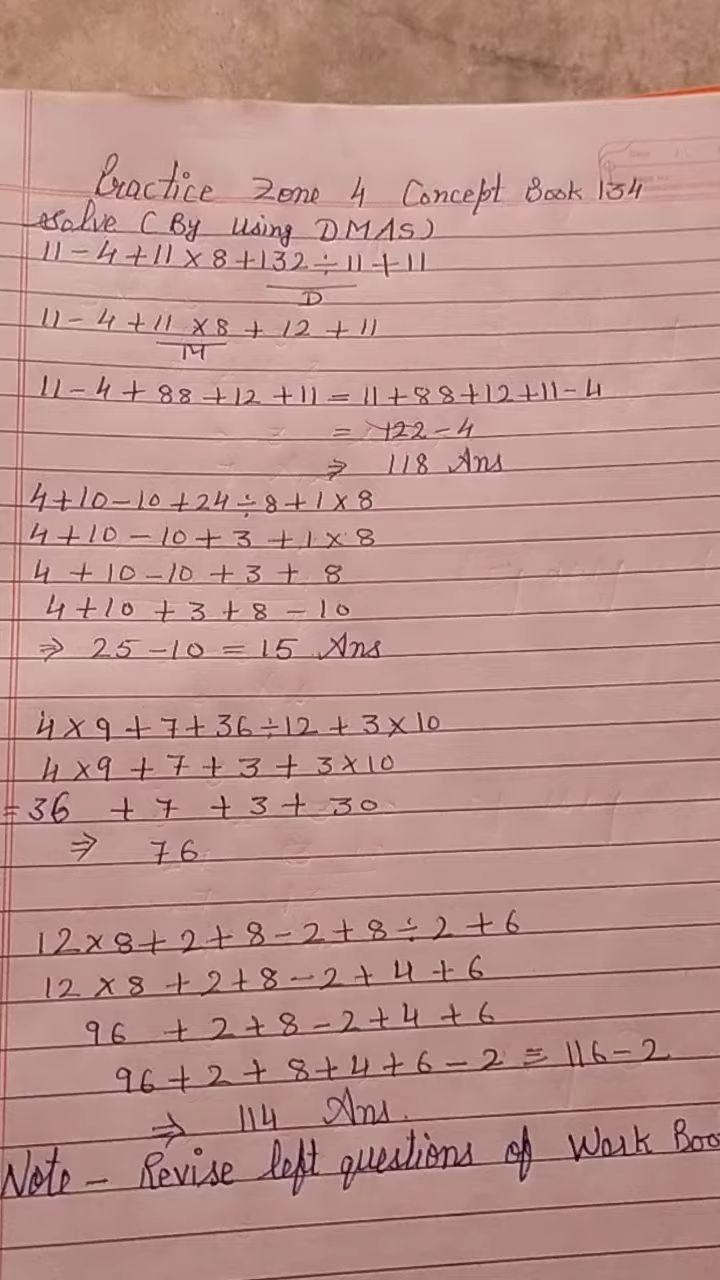 Practice Zone 4 Concept Book 134
Solve (By Using DMAS)
11-4+11×8+132÷11+11
D
11-4+11×8+12+11
M
11-4+88+12+11=11+88+12+11-4
= 122-4
⇒ 118 Ans
4+10-10+24÷8+1×8
4+10-10+3+1×8
4+10-10+3+8
4+10+3+8-10
⇒ 25-10=15 Ans
4×9+7+36÷12+3×10
4×9+7+3+3×10
=36 +7+3+30
⇒ 76
12×8+2+8-2+8÷2+6
12×8+2+8-2+4+6
96 +2+8-2+4+6
96+2+8+4+6-2=116-2
⇒ 114 Ans.
Note- Revise left questions of Work Boo